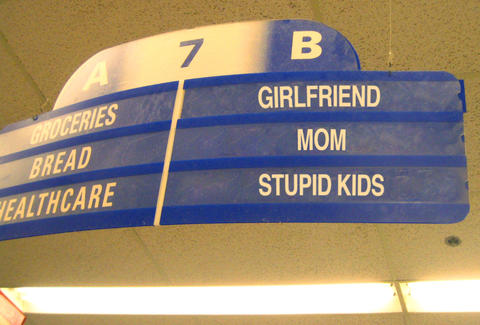 A 7 B
GROCERIES
BREAD
HEALTHCARE
GIRLFRIEND
MOM
STUPID KIDS